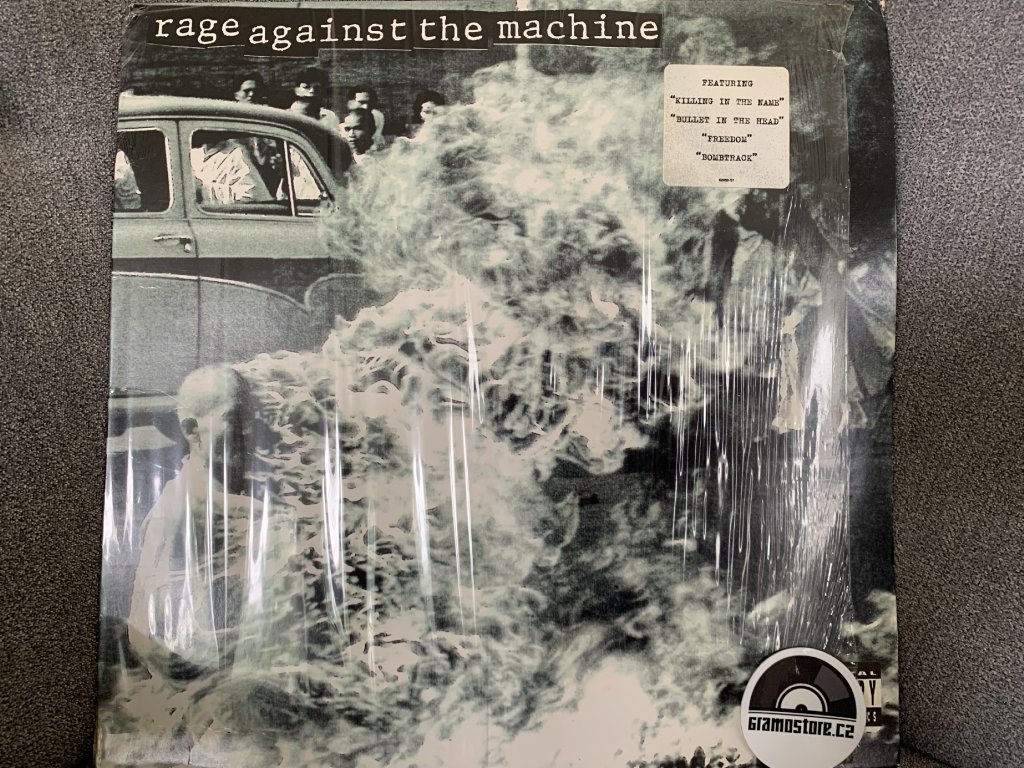 rage against the machine
FEATURING
"KILLING IN THE NAME"
"BULLET IN THE HEAD"
"FREEDOM"
"BOMBTRACK"
GRAMOSTORE.CZ